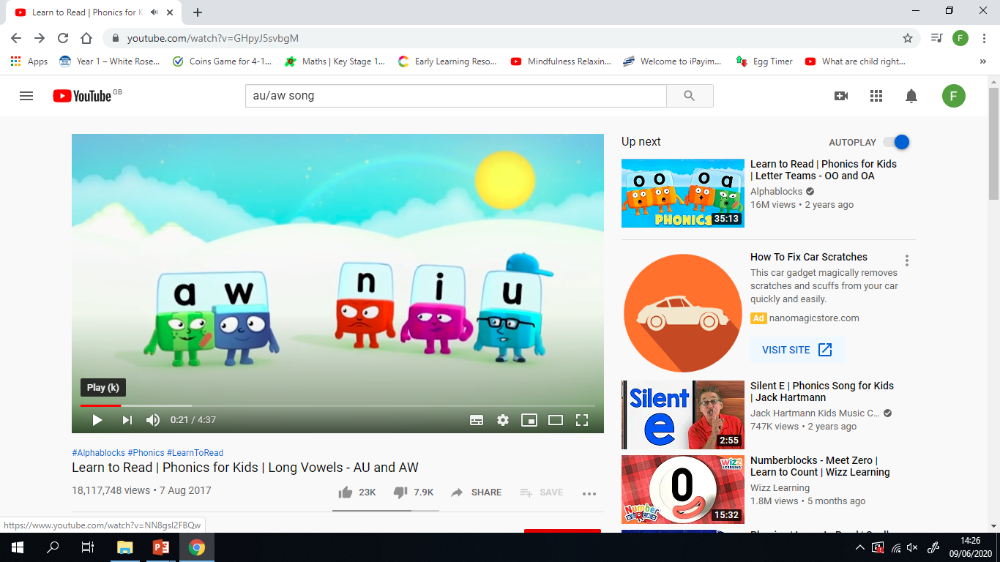 Learn to Read | Phonics for K
youtube.com/watch?v=GHpyJ5svbgM
F
Apps
Year 1 – White Rose...
Coins Game for 4-1...
Maths | Key Stage 1...
Early Learning Reso...
Mindfulness Relaxin...
Welcome to iPayim...
Egg Timer
What are child right...
YouTube GB
au/aw song
F
a w n i u
Play (k)
0:21 / 4:37
#Alphablocks #Phonics #LearnToRead
Learn to Read | Phonics for Kids | Long Vowels - AU and AW
18,117,748 views • 7 Aug 2017
23K
7.9K
SHARE
SAVE
Up next
AUTOPLAY
o o o a
PHONICS
35:13
Learn to Read | Phonics for Kids
| Letter Teams - OO and OA
Alphablocks
16M views • 2 years ago
How To Fix Car Scratches
This car gadget magically removes
scratches and scuffs from your car
quickly and easily.
Ad nanomagicstore.com
VISIT SITE
Silent
e
2:55
Silent E | Phonics Song for Kids
| Jack Hartmann
Jack Hartmann Kids Music C...
747K views • 2 years ago
WIZZ
LEARNING
0
Number
BLOCKS
15:32
Numberblocks - Meet Zero |
Learn to Count | Wizz Learning
Wizz Learning
1.8M views • 5 months ago
https://www.youtube.com/watch?v=NN8gsI2FBQw
14:26
09/06/2020